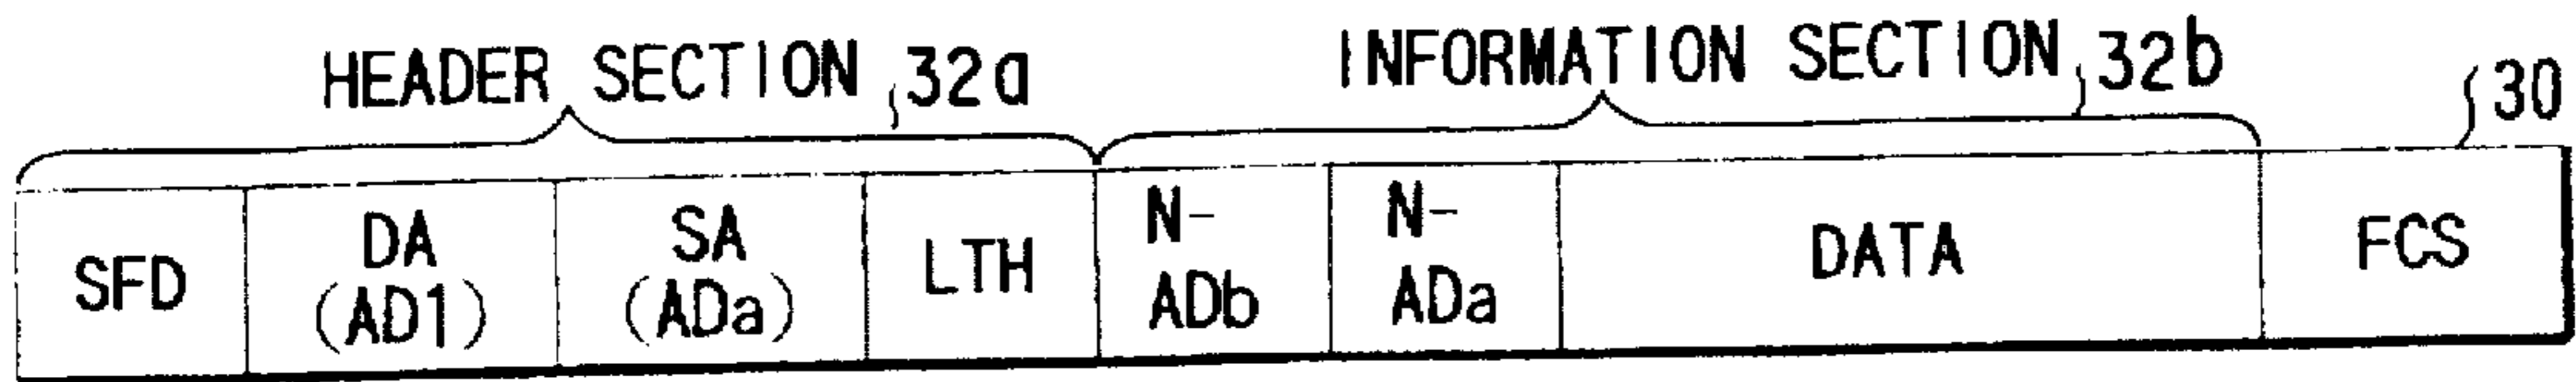 HEADER SECTION 32a
INFORMATION SECTION 32b
30
SFD
DA
(AD1)
SA
(ADa)
LTH
N-
ADb
N-
ADa
DATA
FCS